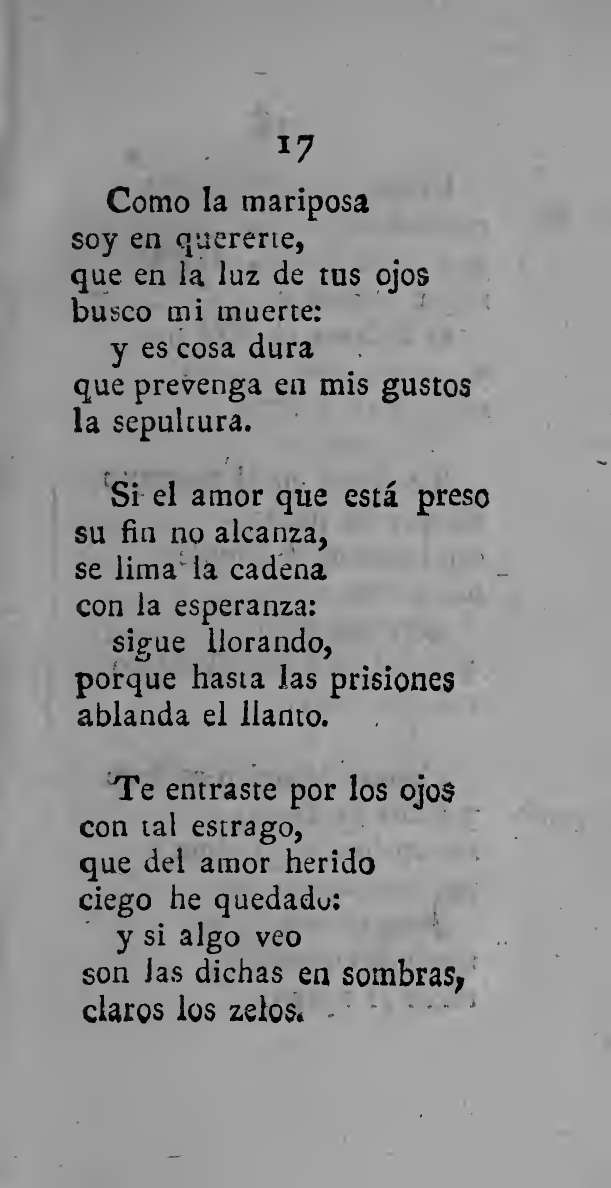 17
Como la mariposa
soy en quererte,
que en la luz de tus ojos
busco mi muerte:
y es cosa dura
que prevenga en mis gustos
la sepultura.
Si el amor que está preso
su fin no alcanza,
se lima la cadena
con la esperanza:
sigue llorando,
porque hasta las prisiones
ablanda el llanto.
Te entraste por los ojos
con tal estrago,
que del amor herido
ciego he quedado:
y si algo veo
son las dichas en sombras,
claros los zelos.